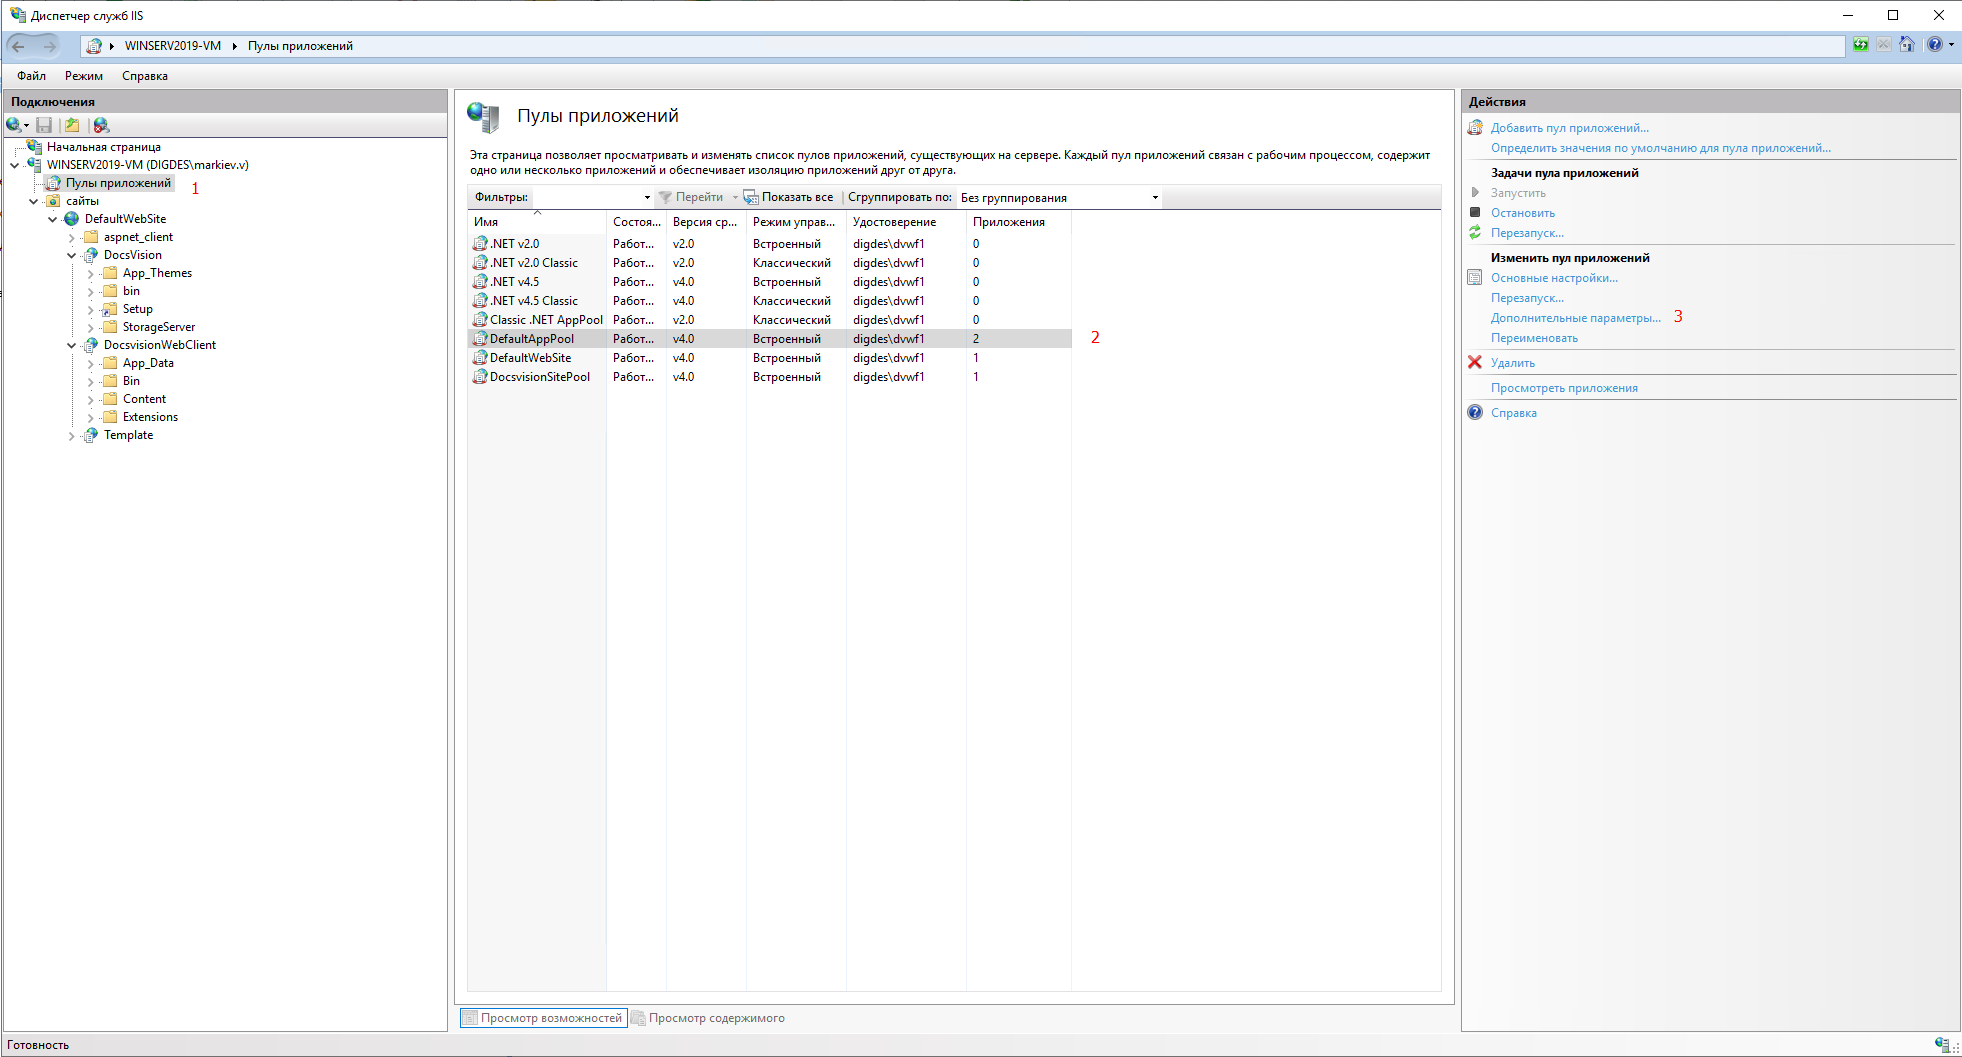 Диспетчер служб IIS
WINSERV2019-VM Пулы приложений
Файл Режим Справка
Подключения
Начальная страница
WINSERV2019-VM (DIGDES\markiev.v)
Пулы приложений 1
сайты
DefaultWebSite
aspnet_client
DocsVision
App_Themes
bin
Setup
StorageServer
DocsvisionWebClient
App_Data
Bin
Content
Extensions
Template
Пулы приложений
Эта страница позволяет просматривать и изменять список пулов приложений, существующих на сервере. Каждый пул приложений связан с рабочим процессом, содержит
одно или несколько приложений и обеспечивает изоляцию приложений друг от друга.
Фильтры: Перейти Показать все Сгруппировать по: Без группирования
Имя Состоя... Версия ср... Режим управ... Удостоверение Приложения
.NET v2.0 Работ... v2.0 Встроенный digdes\dvwf1 0
.NET v2.0 Classic Работ... v2.0 Классический digdes\dvwf1 0
.NET v4.5 Работ... v4.0 Встроенный digdes\dvwf1 0
.NET v4.5 Classic Работ... v4.0 Классический digdes\dvwf1 0
Classic .NET AppPool Работ... v2.0 Классический digdes\dvwf1 0
DefaultAppPool Работ... v4.0 Встроенный digdes\dvwf1 2 2
DefaultWebSite Работ... v4.0 Встроенный digdes\dvwf1 1
DocsvisionSitePool Работ... v4.0 Встроенный digdes\dvwf1 1
Просмотр возможностей Просмотр содержимого
Действия
Добавить пул приложений...
Определить значения по умолчанию для пула приложений...
Задачи пула приложений
Запустить
Остановить
Перезапуск...
Изменить пул приложений
Основные настройки...
Перезапуск...
Дополнительные параметры... 3
Переименовать
Удалить
Просмотреть приложения
Справка
Готовность